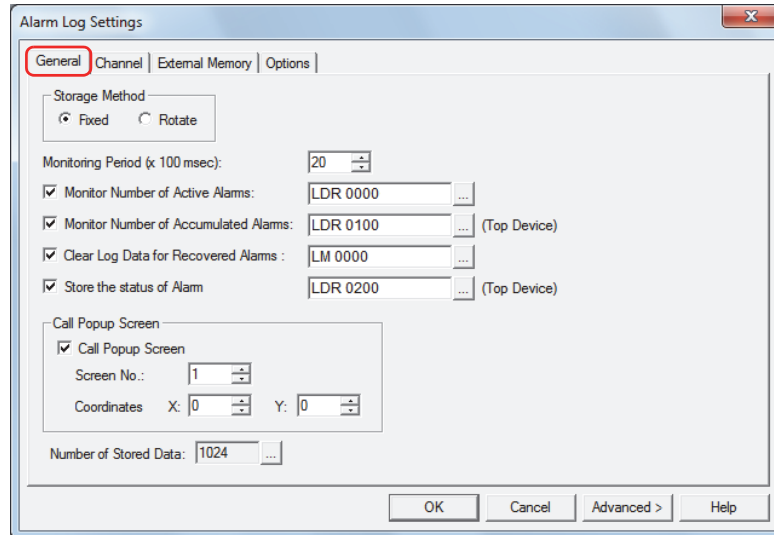 Alarm Log Settings
General Channel External Memory Options
Storage Method
Fixed Rotate
Monitoring Period (x 100 msec): 20
Monitor Number of Active Alarms: LDR 0000 ...
Monitor Number of Accumulated Alarms: LDR 0100 ... (Top Device)
Clear Log Data for Recovered Alarms : LM 0000 ...
Store the status of Alarm LDR 0200 ... (Top Device)
Call Popup Screen
Call Popup Screen
Screen No.: 1
Coordinates X: 0 Y: 0
Number of Stored Data: 1024 ...
OK Cancel Advanced > Help